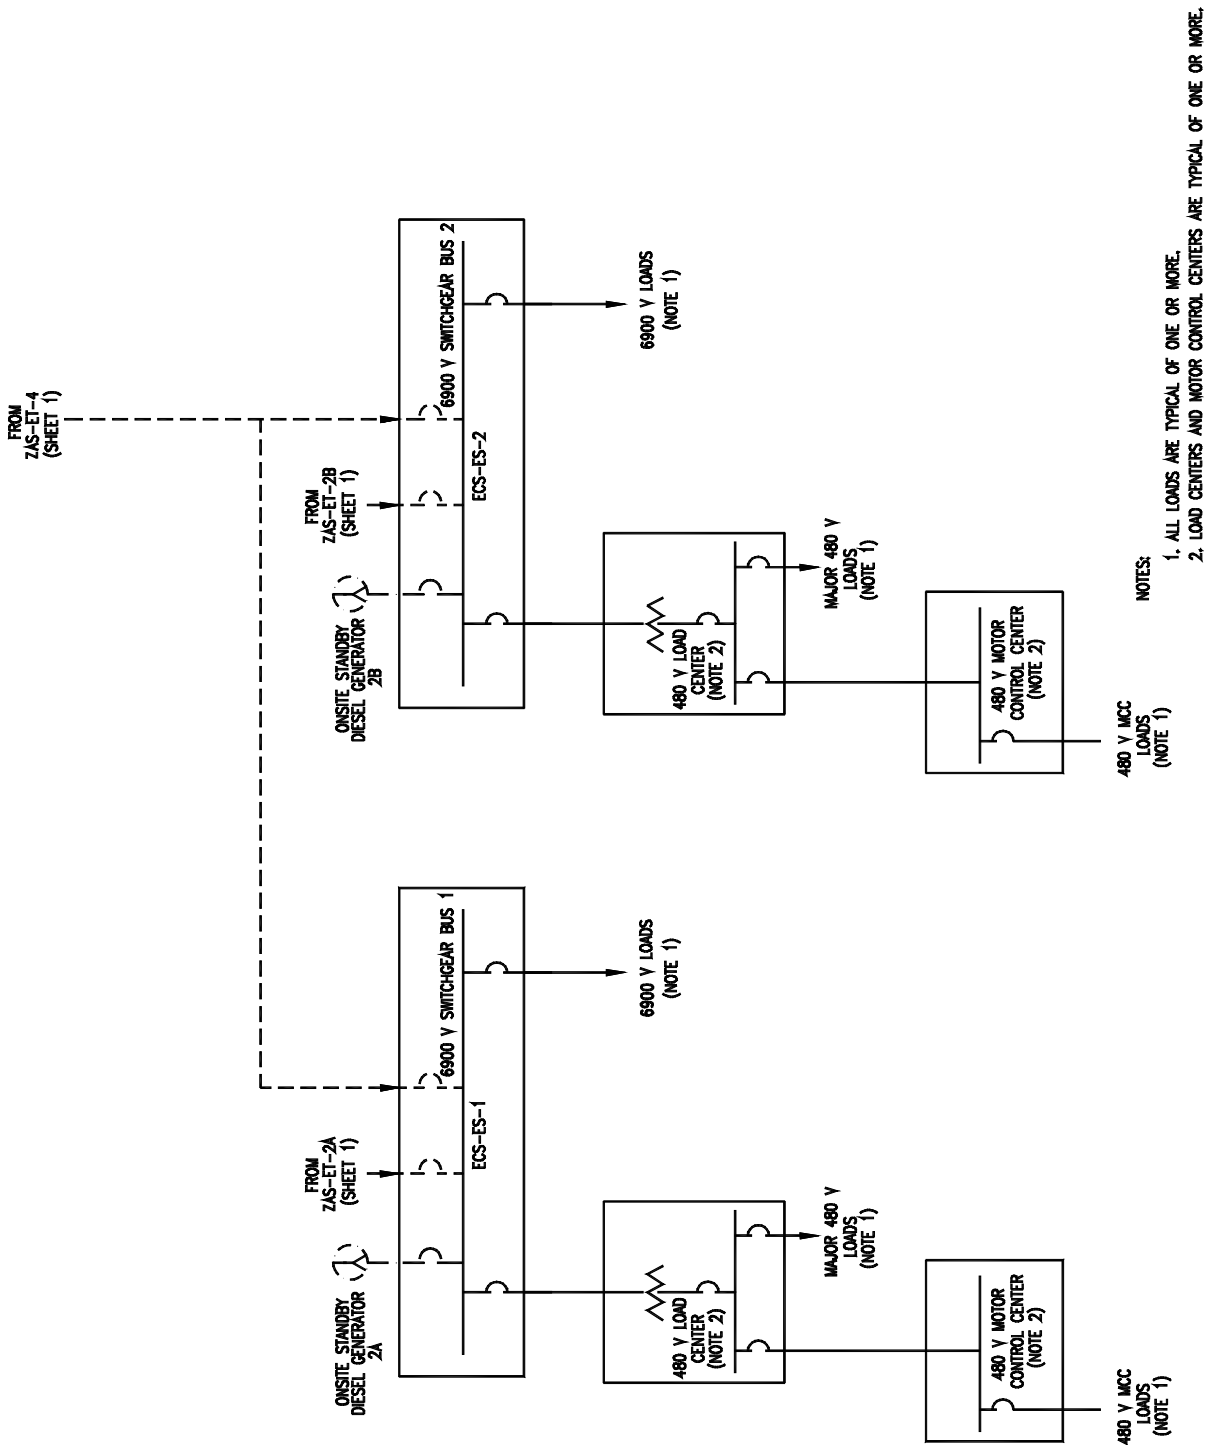 FROM
ZAS-ET-4
(SHEET 1)
ONSITE STANDBY
DIESEL GENERATOR
2A
FROM
ZAS-ET-2A
(SHEET 1)
6900 V SWITCHGEAR BUS 1
ECS-ES-1
6900 V LOADS
(NOTE 1)
480 V LOAD
CENTER
(NOTE 2)
MAJOR 480 V
LOADS
(NOTE 1)
480 V MOTOR
CONTROL CENTER
(NOTE 2)
480 V MCC
LOADS
(NOTE 1)
ONSITE STANDBY
DIESEL GENERATOR
2B
FROM
ZAS-ET-2B
(SHEET 1)
6900 V SWITCHGEAR BUS 2
ECS-ES-2
6900 V LOADS
(NOTE 1)
480 V LOAD
CENTER
(NOTE 2)
MAJOR 480 V
LOADS
(NOTE 1)
480 V MOTOR
CONTROL CENTER
(NOTE 2)
480 V MCC
LOADS
(NOTE 1)
NOTES:
1. ALL LOADS ARE TYPICAL OF ONE OR MORE.
2. LOAD CENTERS AND MOTOR CONTROL CENTERS ARE TYPICAL OF ONE OR MORE.